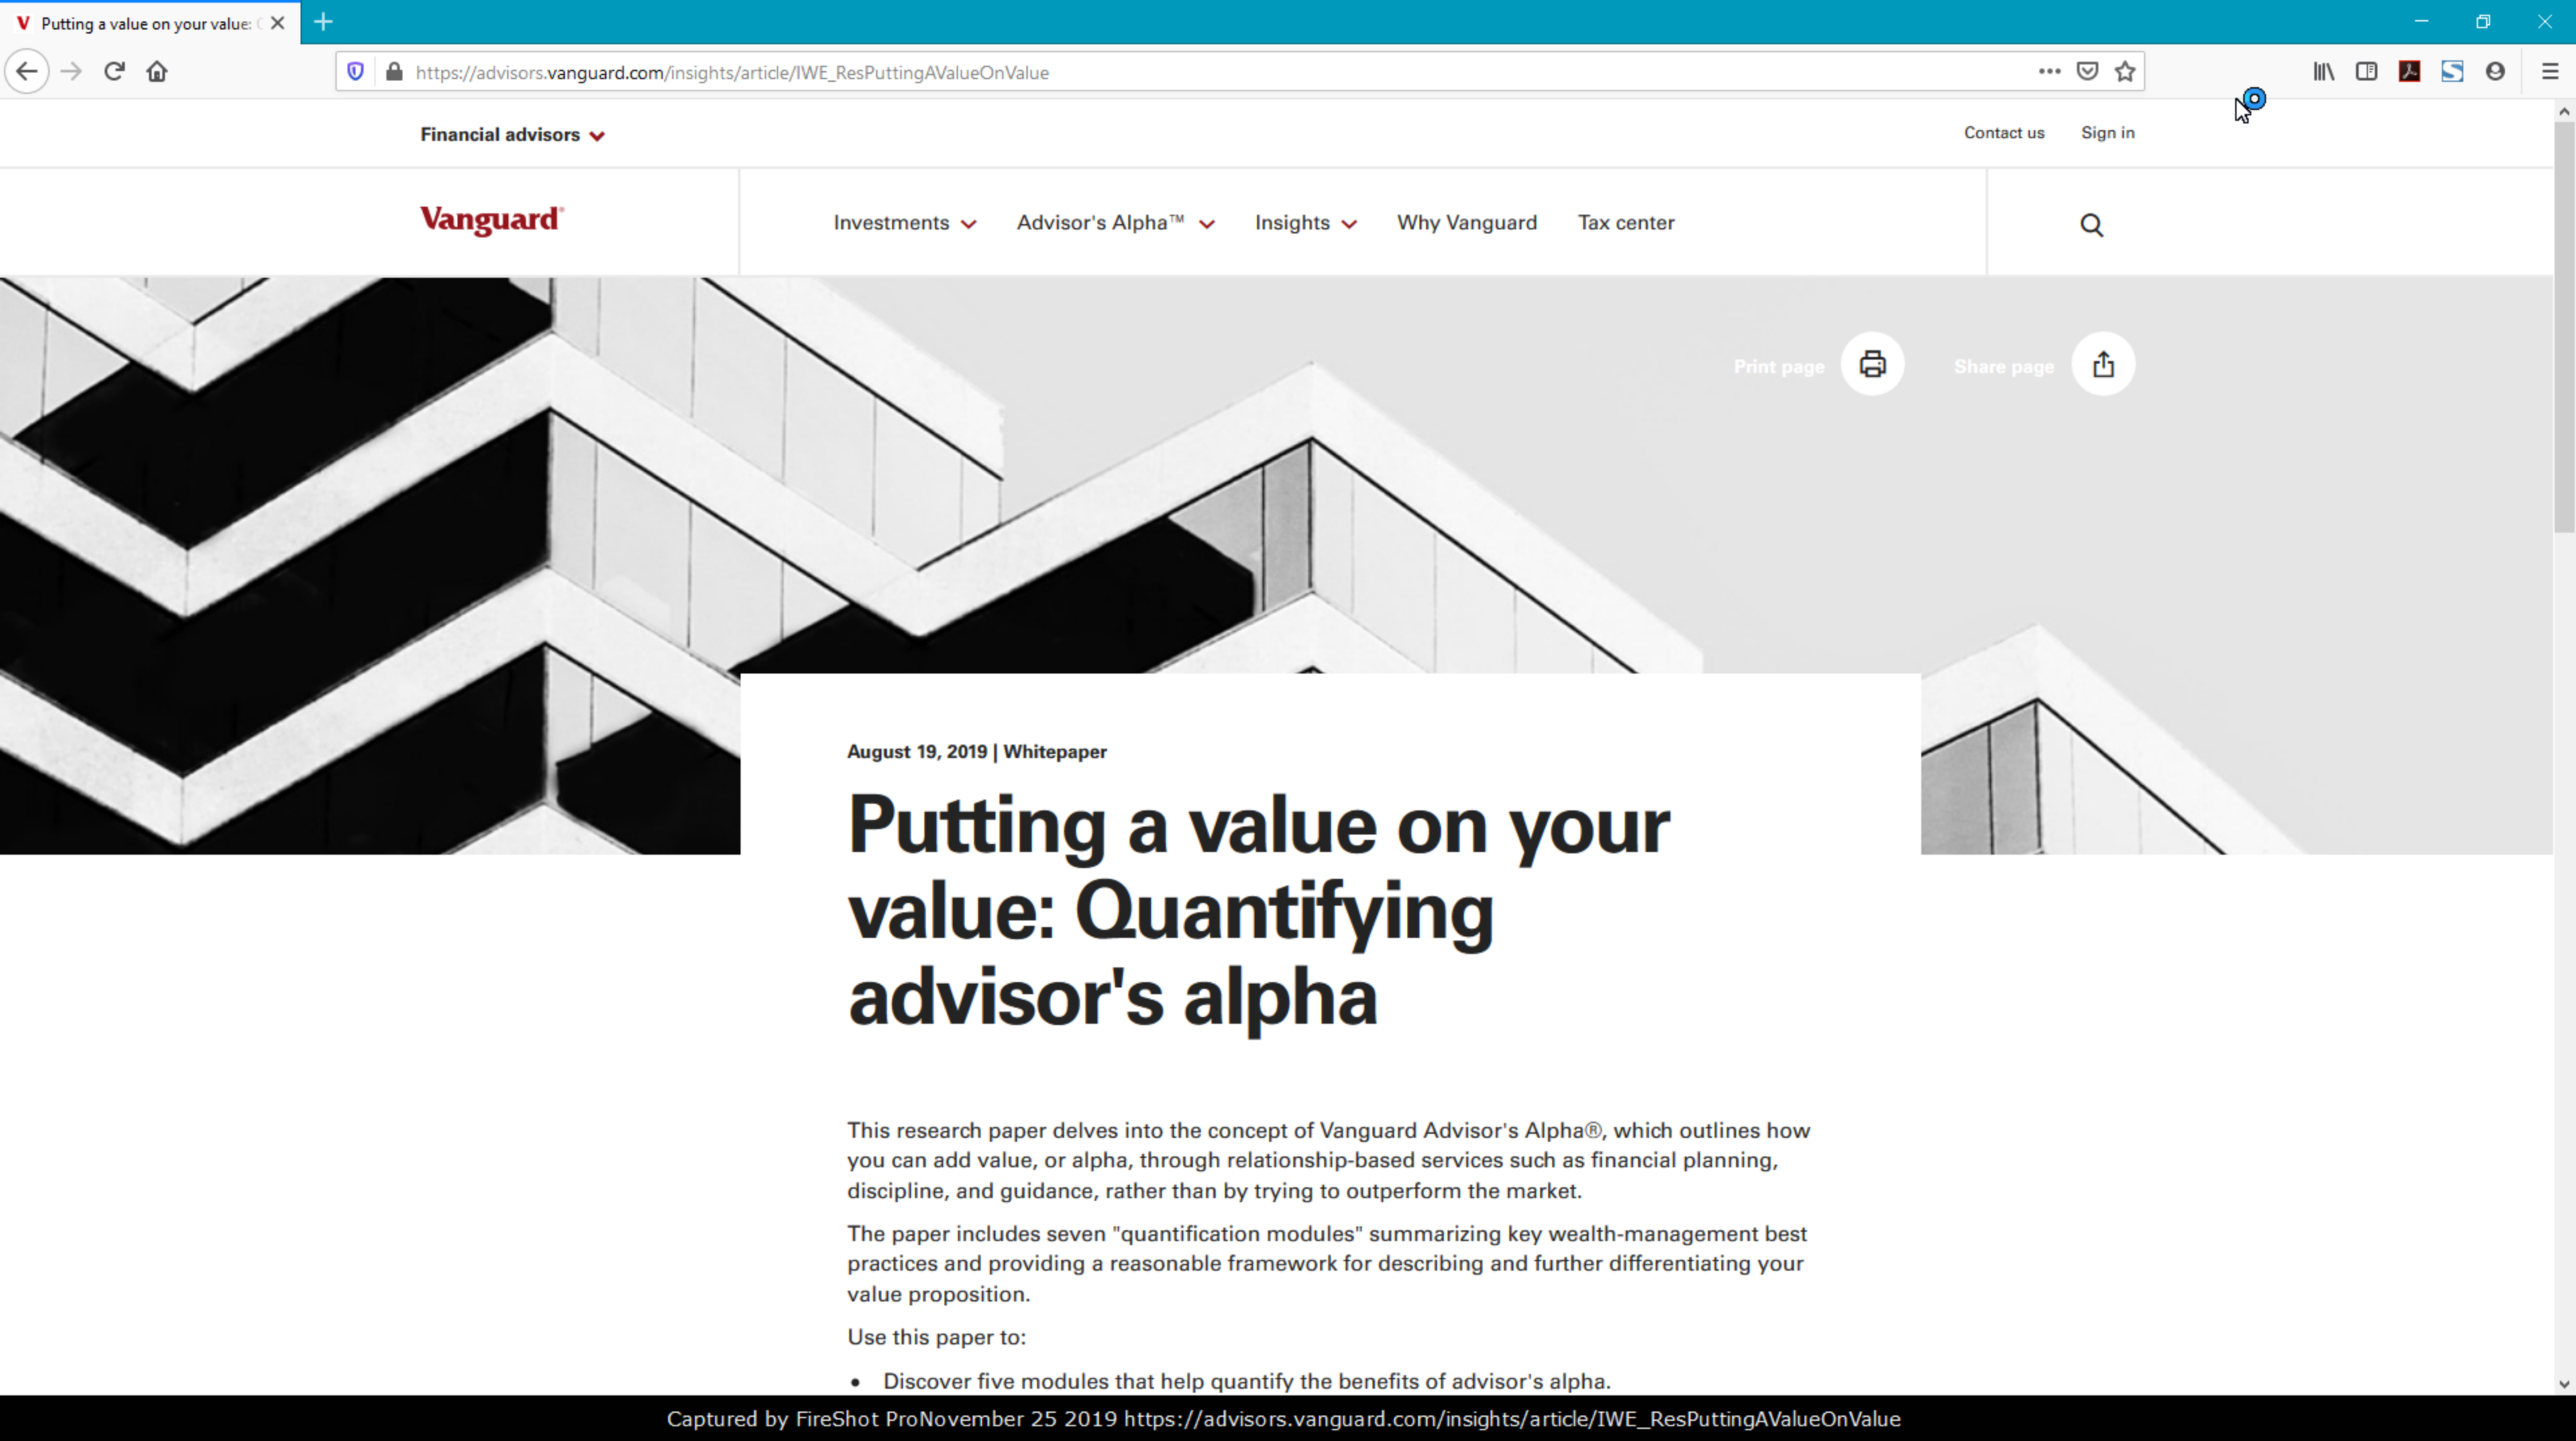 Putting a value on your value:
https://advisors.vanguard.com/insights/article/IWE_ResPuttingAValueOnValue
Financial advisors
Contact us Sign in
Vanguard®
Investments Advisor's Alpha™ Insights Why Vanguard Tax center
Print page Share page
August 19, 2019 | Whitepaper
Putting a value on your
value: Quantifying
advisor's alpha
This research paper delves into the concept of Vanguard Advisor's Alpha®, which outlines how
you can add value, or alpha, through relationship-based services such as financial planning,
discipline, and guidance, rather than by trying to outperform the market.
The paper includes seven "quantification modules" summarizing key wealth-management best
practices and providing a reasonable framework for describing and further differentiating your
value proposition.
Use this paper to:
• Discover five modules that help quantify the benefits of advisor's alpha.
Captured by FireShot ProNovember 25 2019 https://advisors.vanguard.com/insights/article/IWE_ResPuttingAValueOnValue